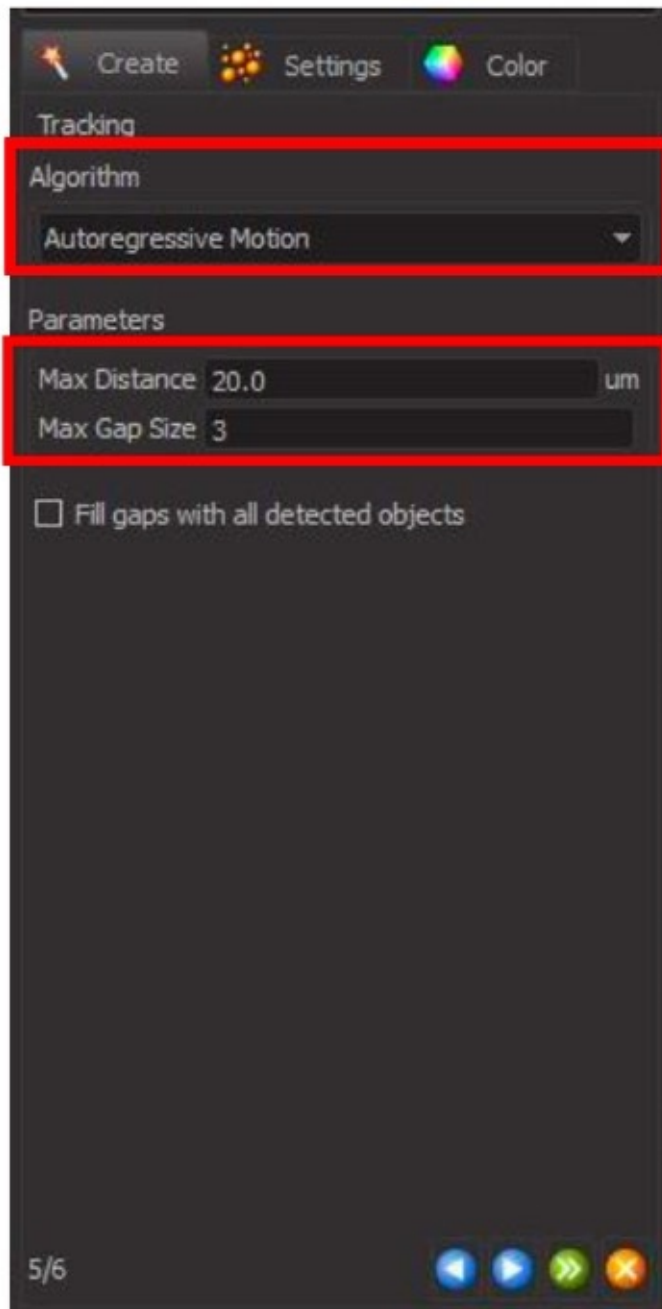 Create Settings Color
Tracking
Algorithm
Autoregressive Motion
Parameters
Max Distance 20.0 um
Max Gap Size 3
Fill gaps with all detected objects
5/6